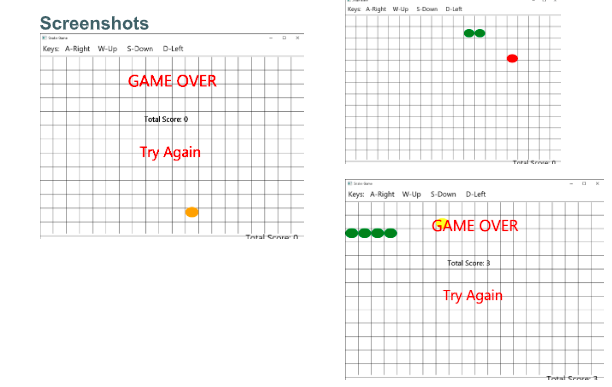 Screenshots
Snake Game
Keys: A-Right W-Up S-Down D-Left
GAME OVER
Total Score: 0
Try Again
Total Score: 0
Keys: A-Right W-Up S-Down D-Left
Total Score: 0
Snake Game
Keys: A-Right W-Up S-Down D-Left
GAME OVER
Total Score: 3
Try Again
Total Score: 3